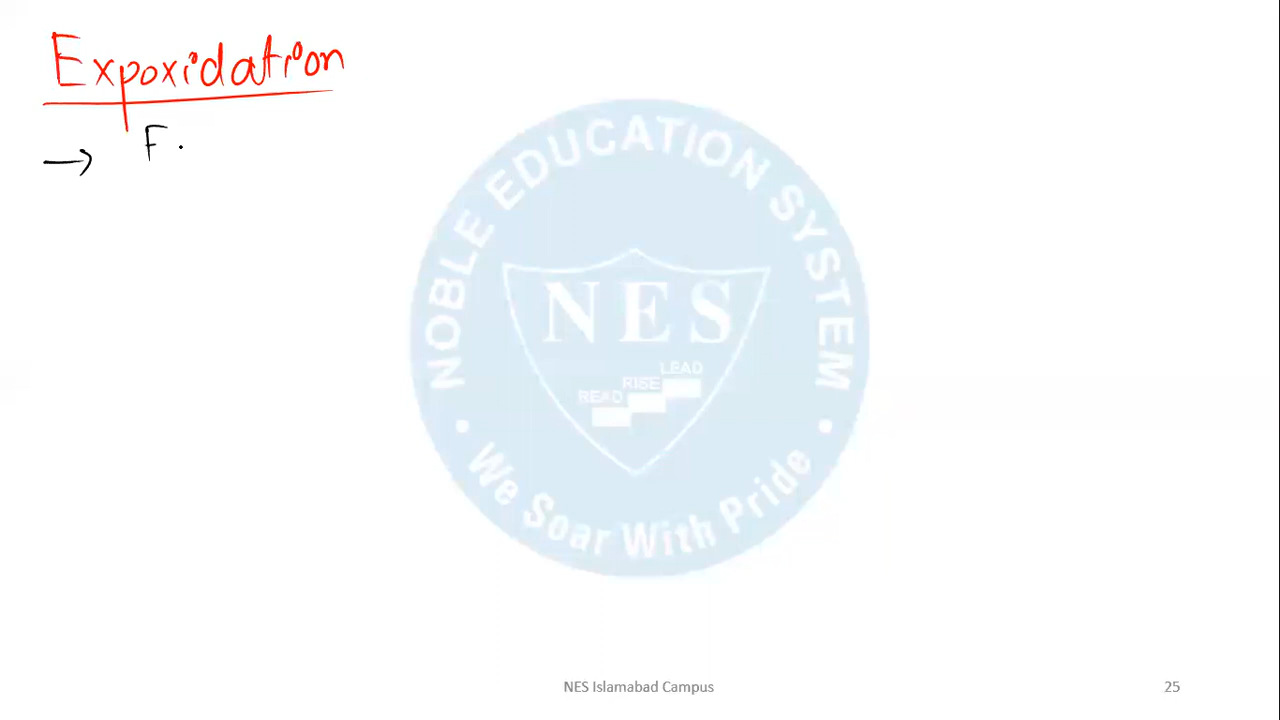 Expoxidation
→ F.
NOBLE EDUCATION SYSTEM
NES
LEAD
RISE
READ
• We Soar With Pride •
NES Islamabad Campus
25